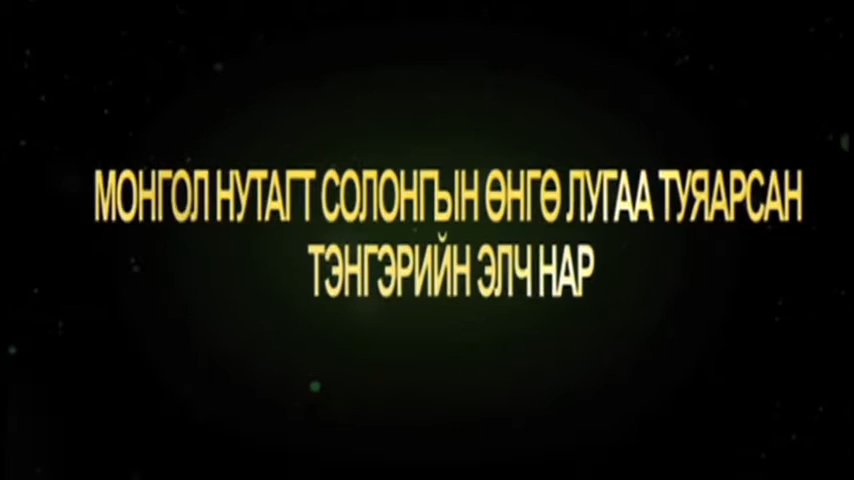 МОНГОЛ НУТАГТ СОЛОНГЫН ӨНГӨ ЛУГАА ТУЯАРСАН
ТЭНГЭРИЙН ЭЛЧ НАР